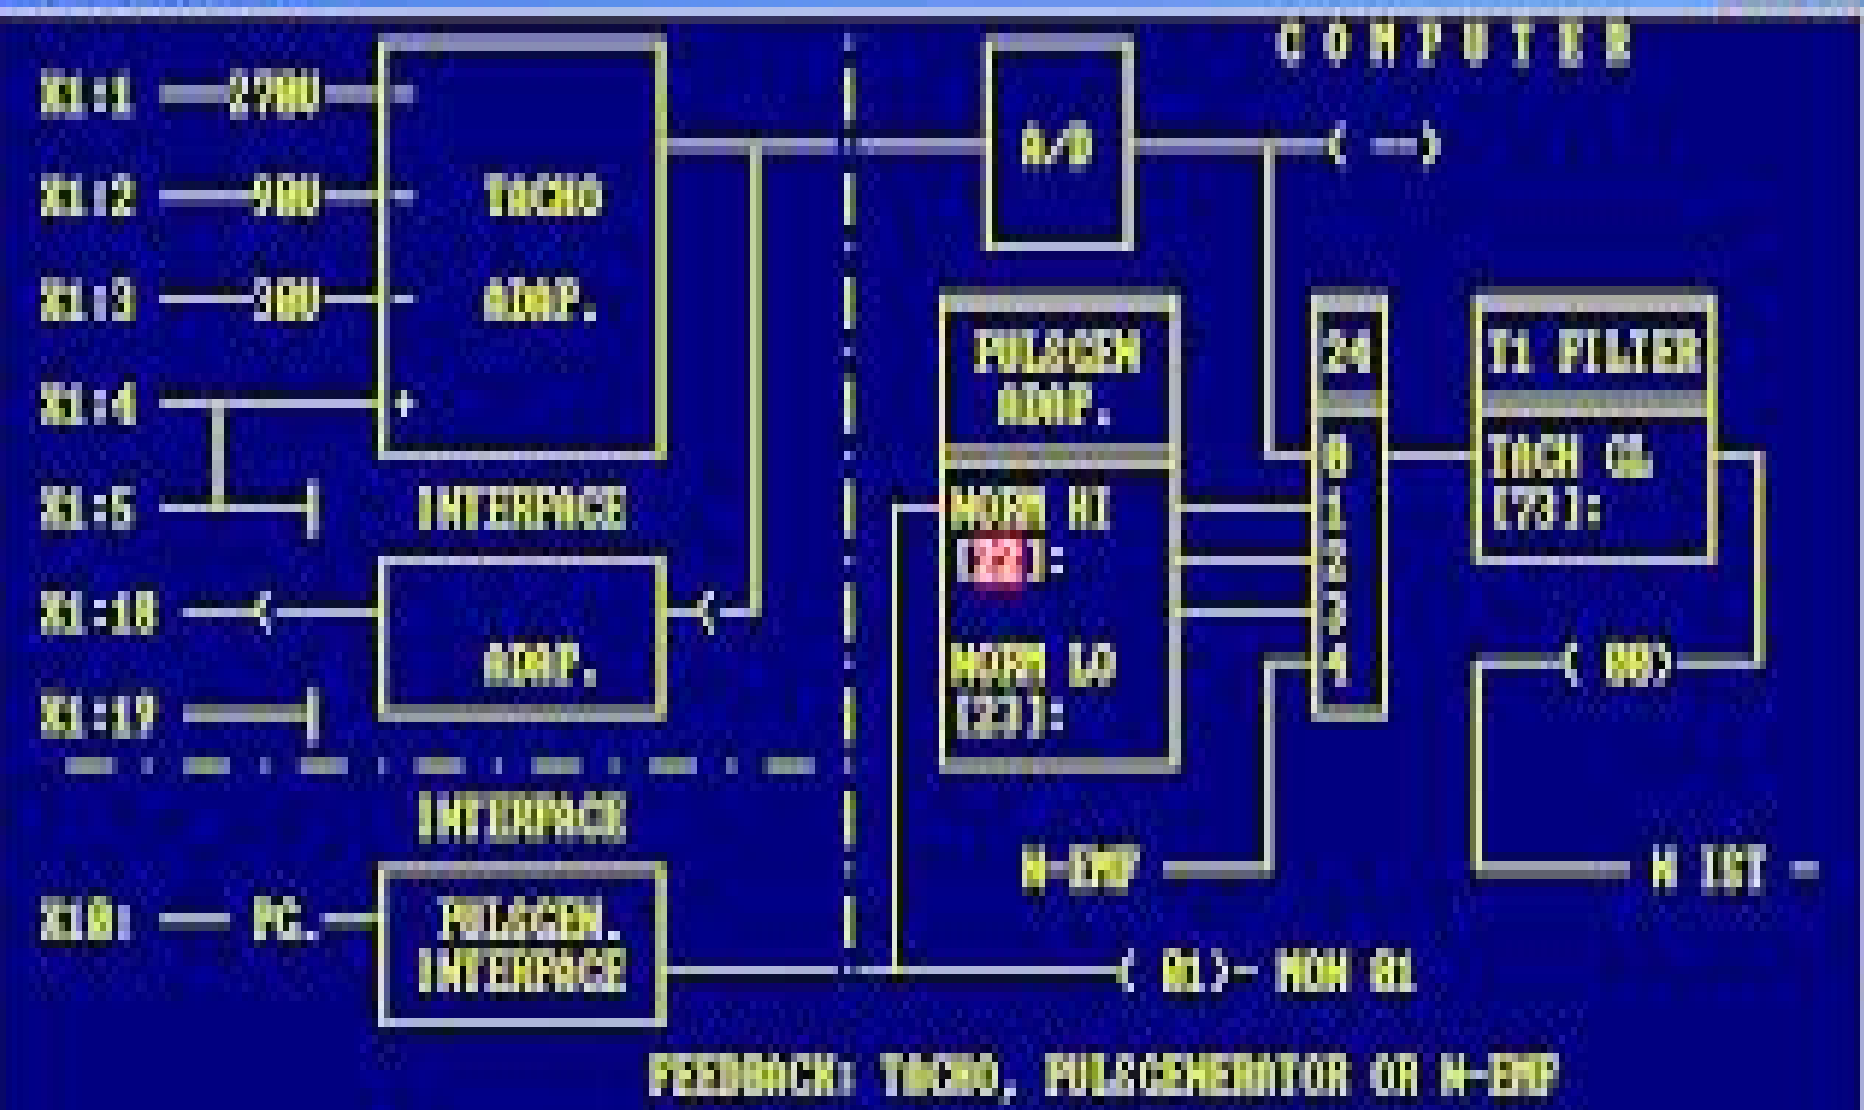 COMPUTER
X1:1 270V
A/D
X1:2 90V TACHO
X1:3 30V ADAP.
PULSGEN 24 T1 FILTER
X1:4 + ADAP.
0 TACH GL
X1:5 INTERFACE NORM HI 1 [73]:
[22]: 2
X1:18 3
ADAP. NORM LO 4
X1:19 [23]:
INTERFACE
N-EMF N IST -
X10: PG. PULSGEN.
INTERFACE
FEEDBACK: TACHO, PULSGENERATOR OR N-EMF